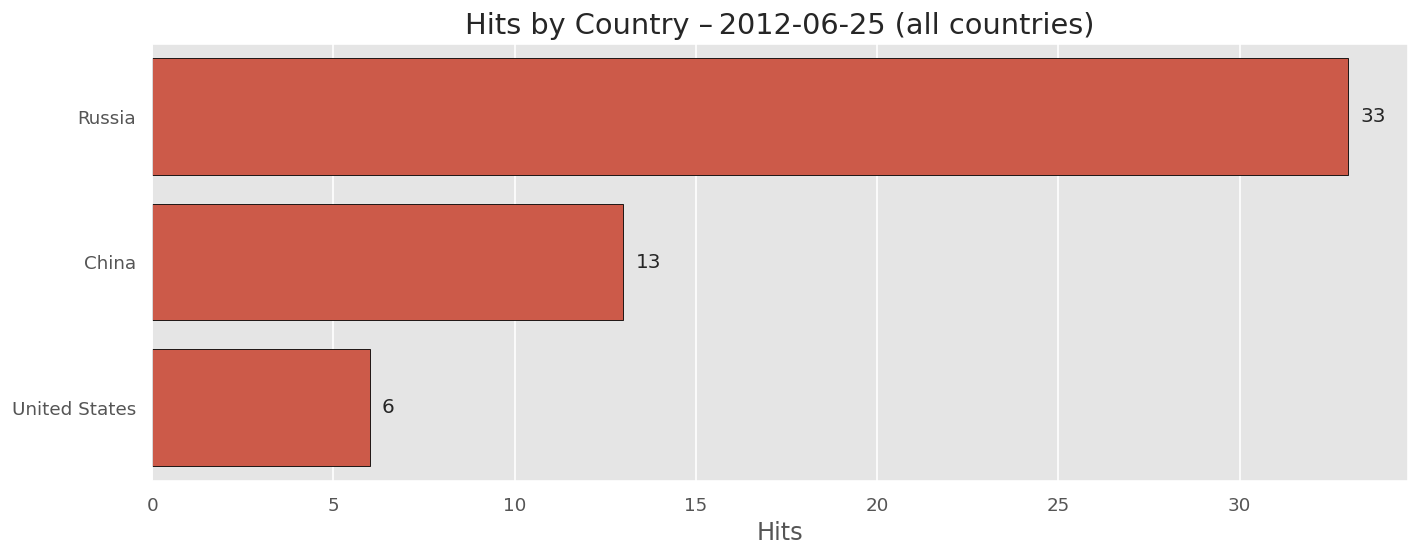 Hits by Country – 2012-06-25 (all countries)
Russia
33
China
13
United States
6
0 5 10 15 20 25 30
Hits